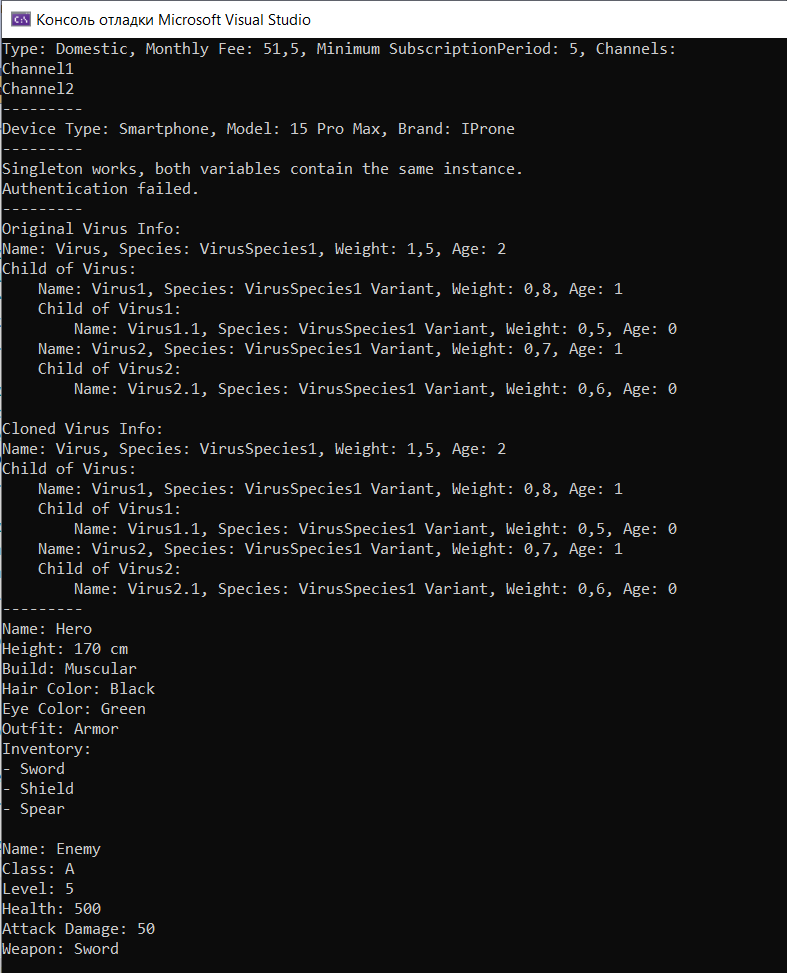 Консоль отладки Microsoft Visual Studio
Type: Domestic, Monthly Fee: 51,5, Minimum SubscriptionPeriod: 5, Channels:
Channel1
Channel2
---------
Device Type: Smartphone, Model: 15 Pro Max, Brand: IProne
---------
Singleton works, both variables contain the same instance.
Authentication failed.
---------
Original Virus Info:
Name: Virus, Species: VirusSpecies1, Weight: 1,5, Age: 2
Child of Virus:
    Name: Virus1, Species: VirusSpecies1 Variant, Weight: 0,8, Age: 1
    Child of Virus1:
        Name: Virus1.1, Species: VirusSpecies1 Variant, Weight: 0,5, Age: 0
    Name: Virus2, Species: VirusSpecies1 Variant, Weight: 0,7, Age: 1
    Child of Virus2:
        Name: Virus2.1, Species: VirusSpecies1 Variant, Weight: 0,6, Age: 0

Cloned Virus Info:
Name: Virus, Species: VirusSpecies1, Weight: 1,5, Age: 2
Child of Virus:
    Name: Virus1, Species: VirusSpecies1 Variant, Weight: 0,8, Age: 1
    Child of Virus1:
        Name: Virus1.1, Species: VirusSpecies1 Variant, Weight: 0,5, Age: 0
    Name: Virus2, Species: VirusSpecies1 Variant, Weight: 0,7, Age: 1
    Child of Virus2:
        Name: Virus2.1, Species: VirusSpecies1 Variant, Weight: 0,6, Age: 0
---------
Name: Hero
Height: 170 cm
Build: Muscular
Hair Color: Black
Eye Color: Green
Outfit: Armor
Inventory:
- Sword
- Shield
- Spear

Name: Enemy
Class: A
Level: 5
Health: 500
Attack Damage: 50
Weapon: Sword